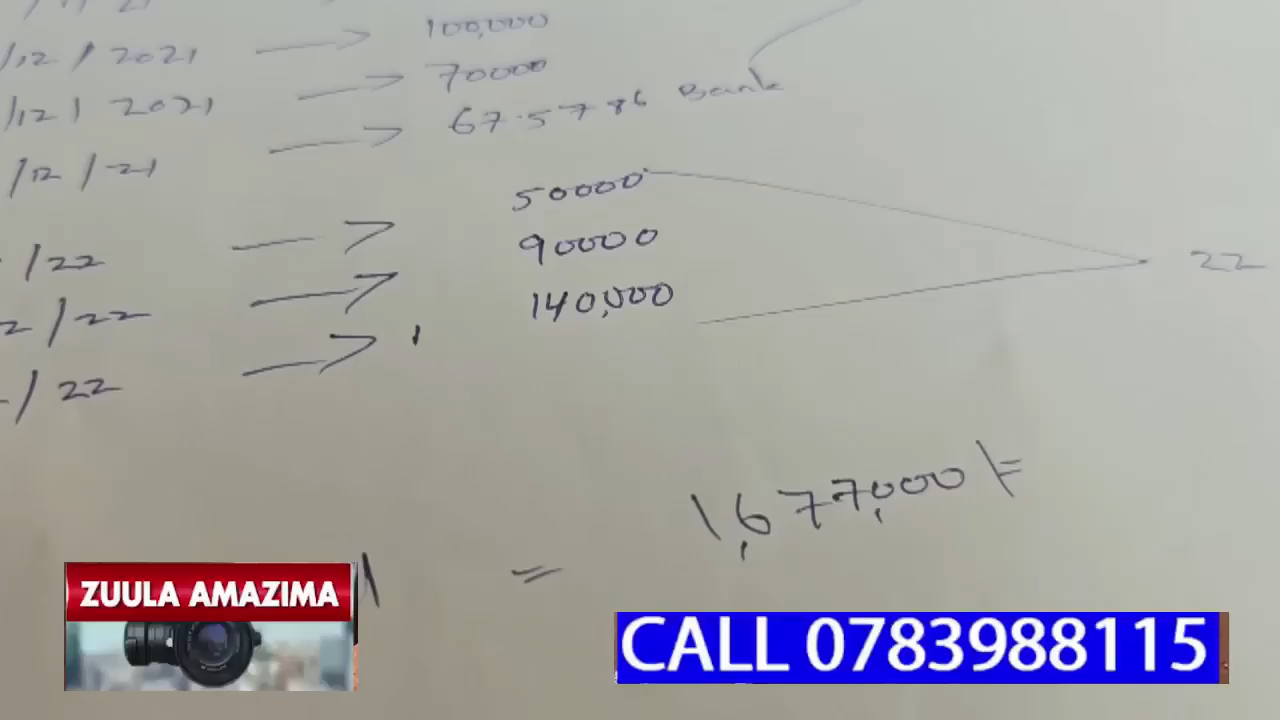 /12 / 2021 → 100,000
/12 / 2021 → 70000
/12 / 21 → 67.5786 Bank
50000
/22 → 90000
2/22 → 140,000 22
/22 →
= 1,677,000/=
ZUULA AMAZIMA
CALL 0783988115